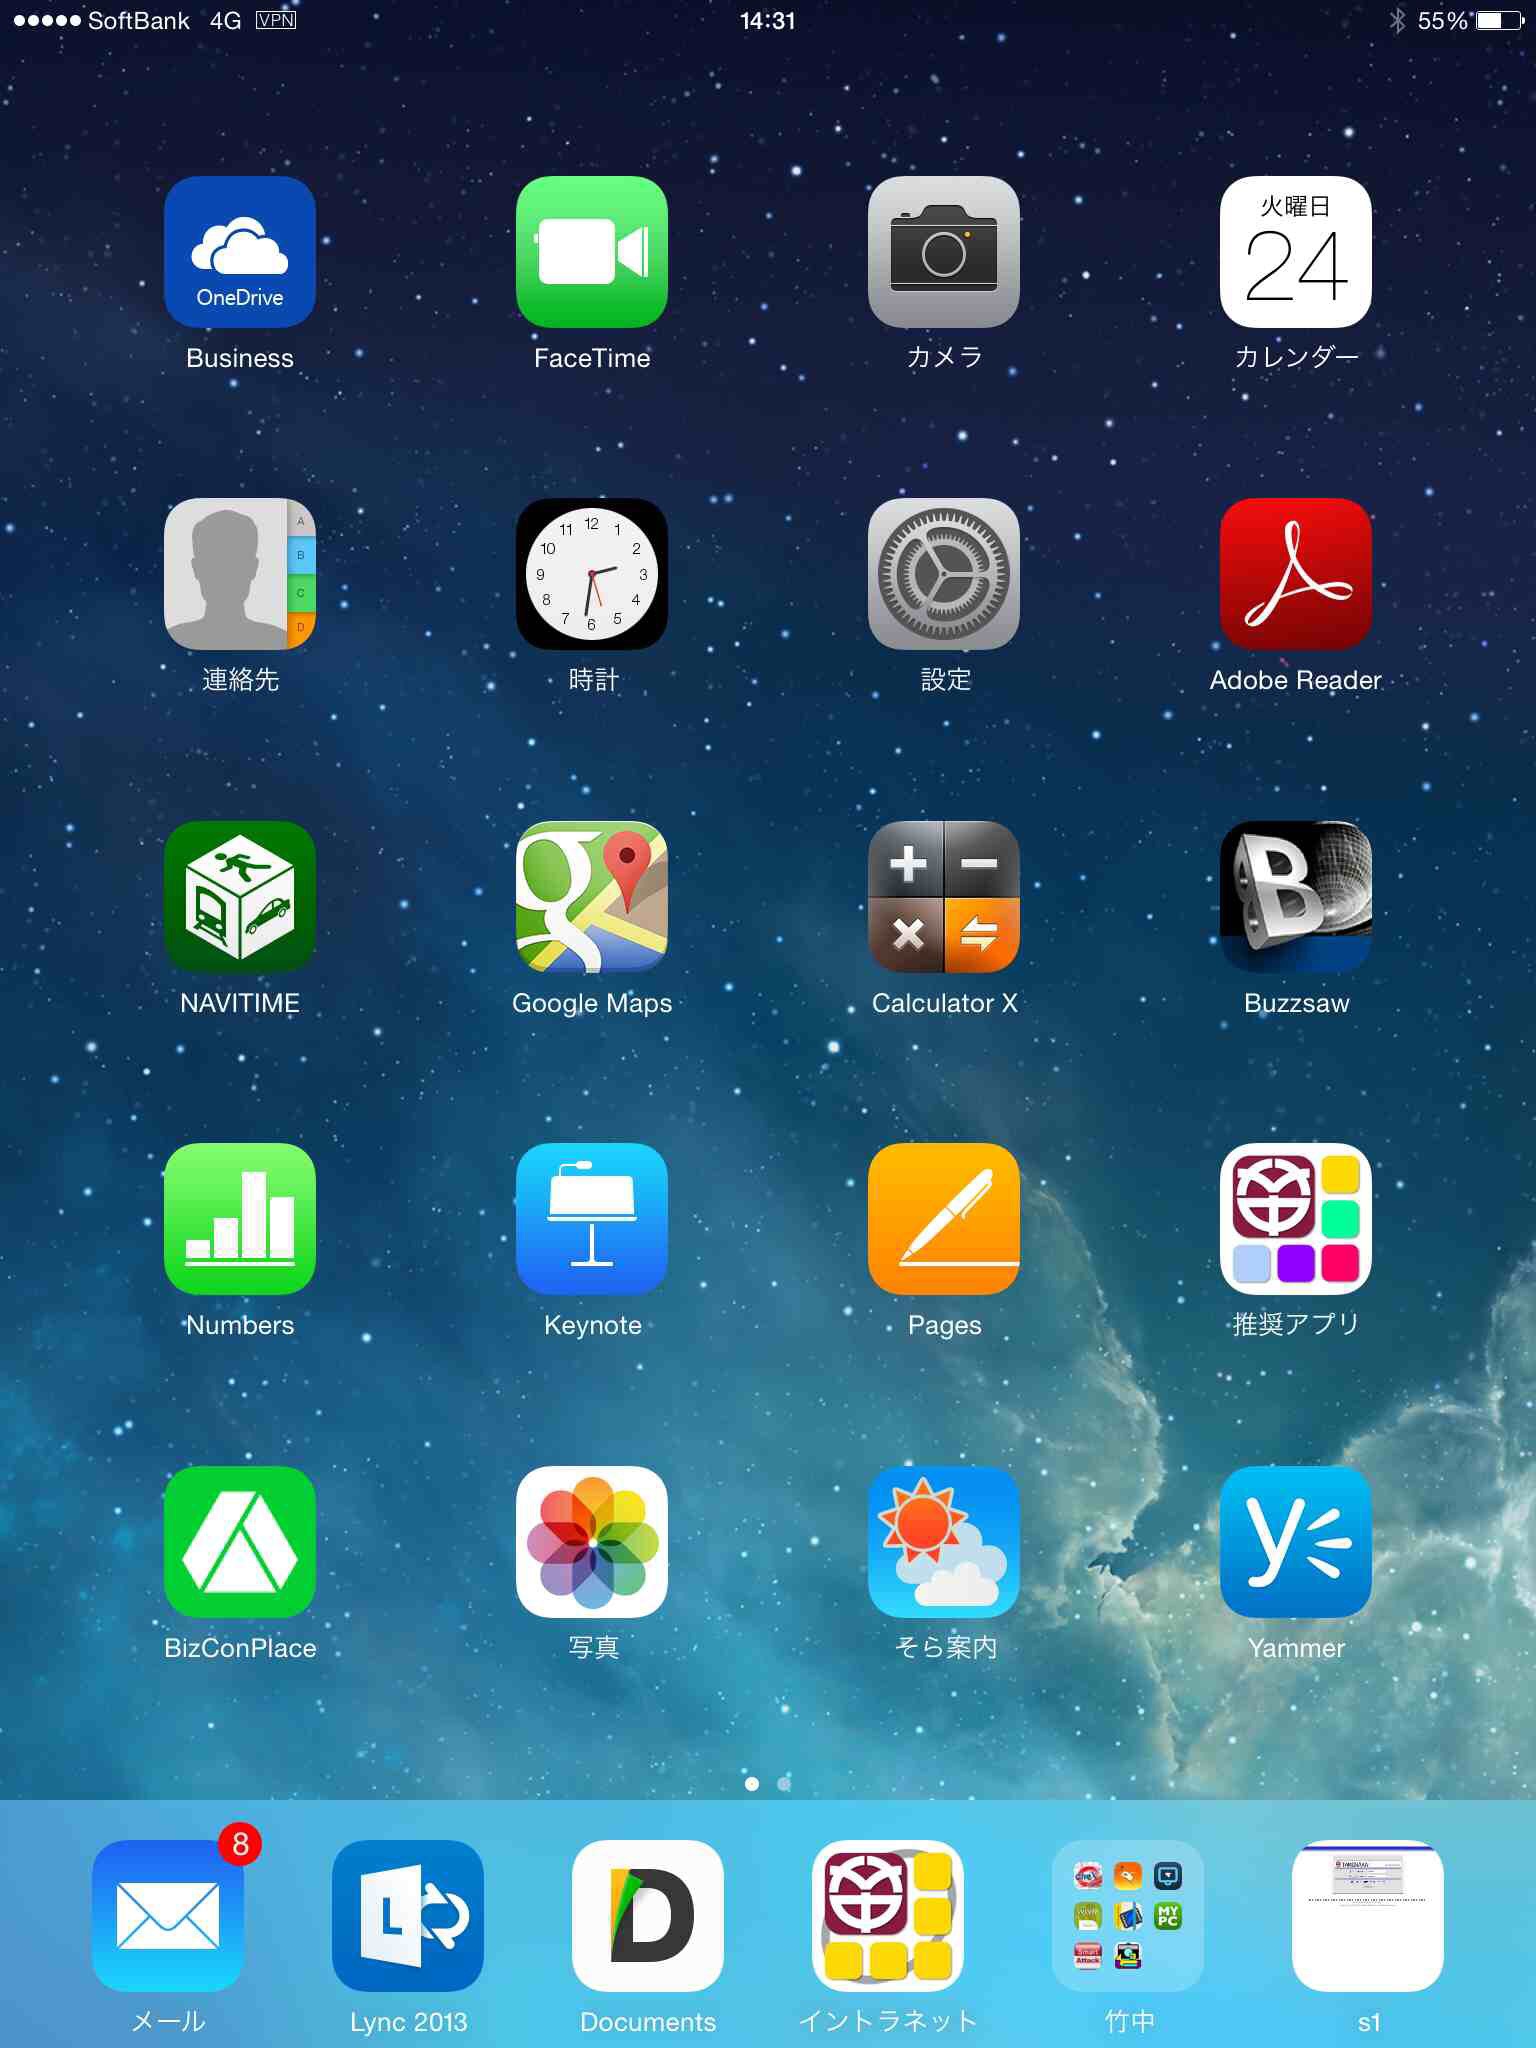 SoftBank 4G VPN 14:31 55%
OneDrive
火曜日
24
Business FaceTime カメラ カレンダー
A
B
C
D
12
11 1
10 2
9 3
8 4
7 5
6
連絡先 時計 設定 Adobe Reader
B
NAVITIME Google Maps Calculator X Buzzsaw
Numbers Keynote Pages 推奨アプリ
BizConPlace 写真 そら案内 Yammer
8
MY
PC
Smart
Attack
メール Lync 2013 Documents イントラネット 竹中 s1